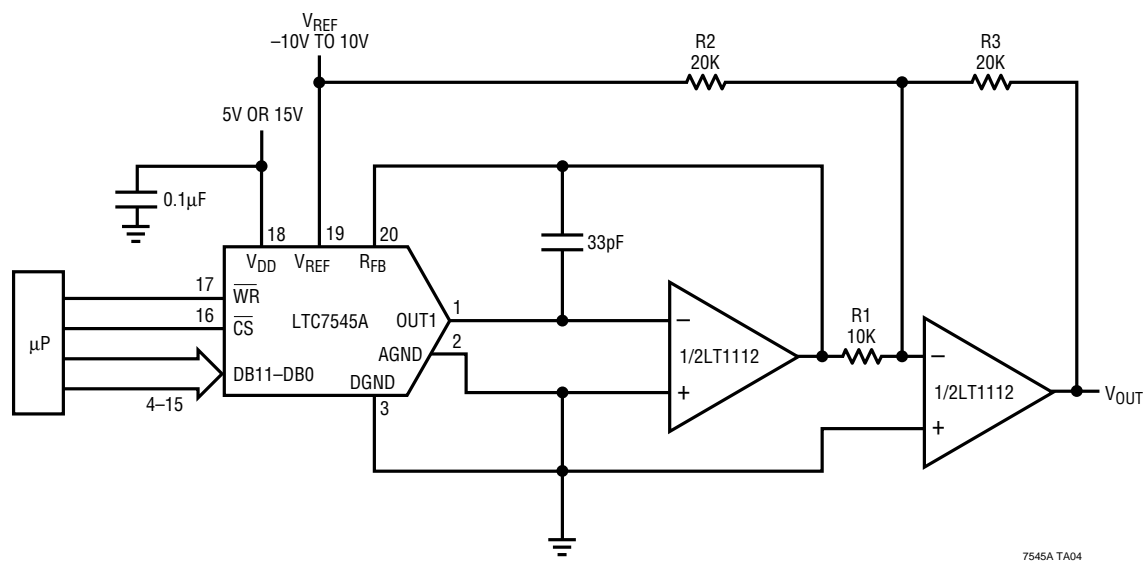 VREF
–10V TO 10V
R2
20K
R3
20K
5V OR 15V
0.1µF
18
19
20
33pF
VDD
VREF
RFB
17
WR
16
CS
LTC7545A
OUT1
1
µP
AGND
2
DB11–DB0
DGND
4–15
3
–
+
1/2LT1112
R1
10K
–
+
1/2LT1112
VOUT
7545A TA04